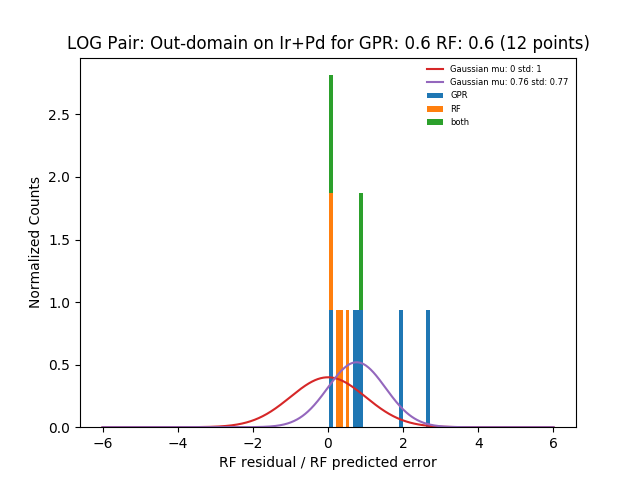 LOG Pair: Out-domain on Ir+Pd for GPR: 0.6 RF: 0.6 (12 points)
Gaussian mu: 0 std: 1
Gaussian mu: 0.76 std: 0.77
GPR
RF
both
Normalized Counts
2.5
2.0
1.5
1.0
0.5
0.0
−6 −4 −2 0 2 4 6
RF residual / RF predicted error